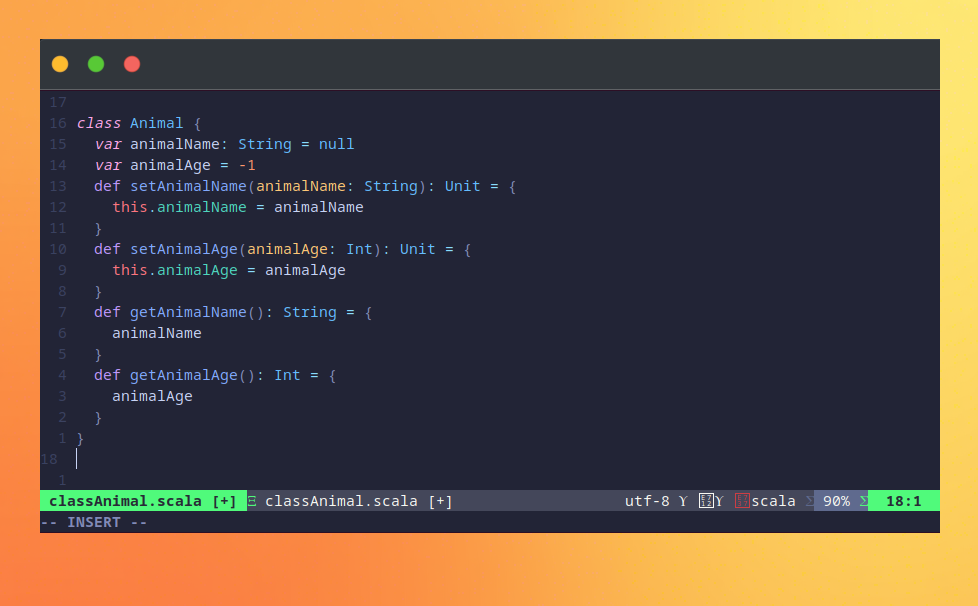 17
16 class Animal {
15   var animalName: String = null
14   var animalAge = -1
13   def setAnimalName(animalName: String): Unit = {
12     this.animalName = animalName
11   }
10   def setAnimalAge(animalAge: Int): Unit = {
9     this.animalAge = animalAge
8   }
7   def getAnimalName(): String = {
6     animalName
5   }
4   def getAnimalAge(): Int = {
3     animalAge
2   }
1 }
18
1
classAnimal.scala [+] Ξ classAnimal.scala [+] utf-8 Y Y scala Σ 90% Σ 18:1
-- INSERT --